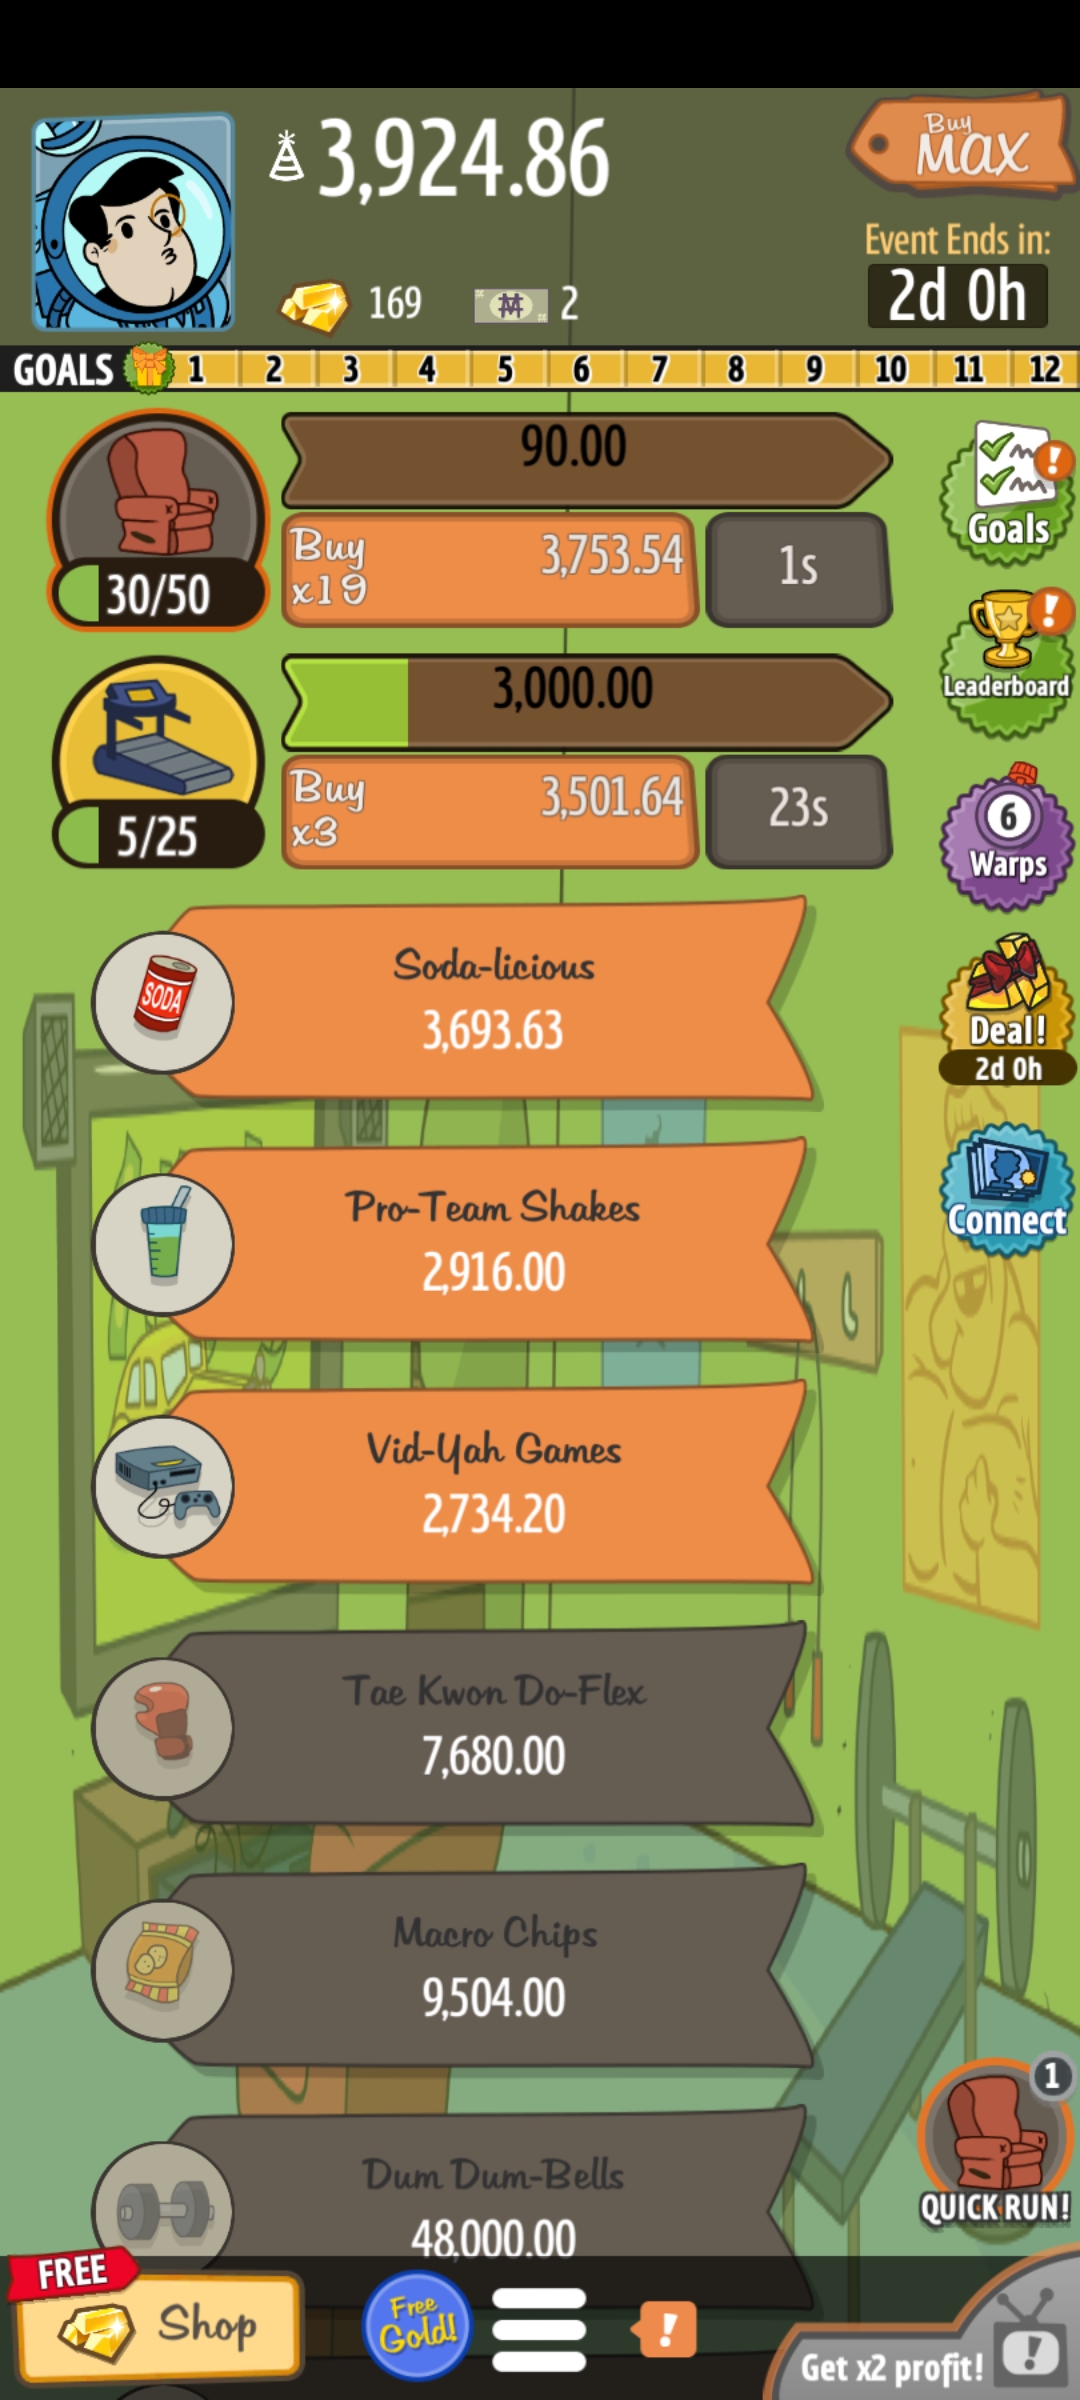 3,924.86
Buy
MAX
Event Ends in:
2d 0h
169
2
GOALS 1 2 3 4 5 6 7 8 9 10 11 12
90.00
Buy
x19
3,753.54
1s
30/50
Goals
Leaderboard
3,000.00
Buy
x3
3,501.64
23s
5/25
6
Warps
Soda-licious
3,693.63
SODA
Deal!
2d 0h
Pro-Team Shakes
2,916.00
Connect
Vid-Yah Games
2,734.20
Tae Kwon Do-Flex
7,680.00
Macro Chips
9,504.00
1
QUICK RUN!
Dum Dum-Bells
48,000.00
FREE
Shop
Free
Gold!
!
Get x2 profit!